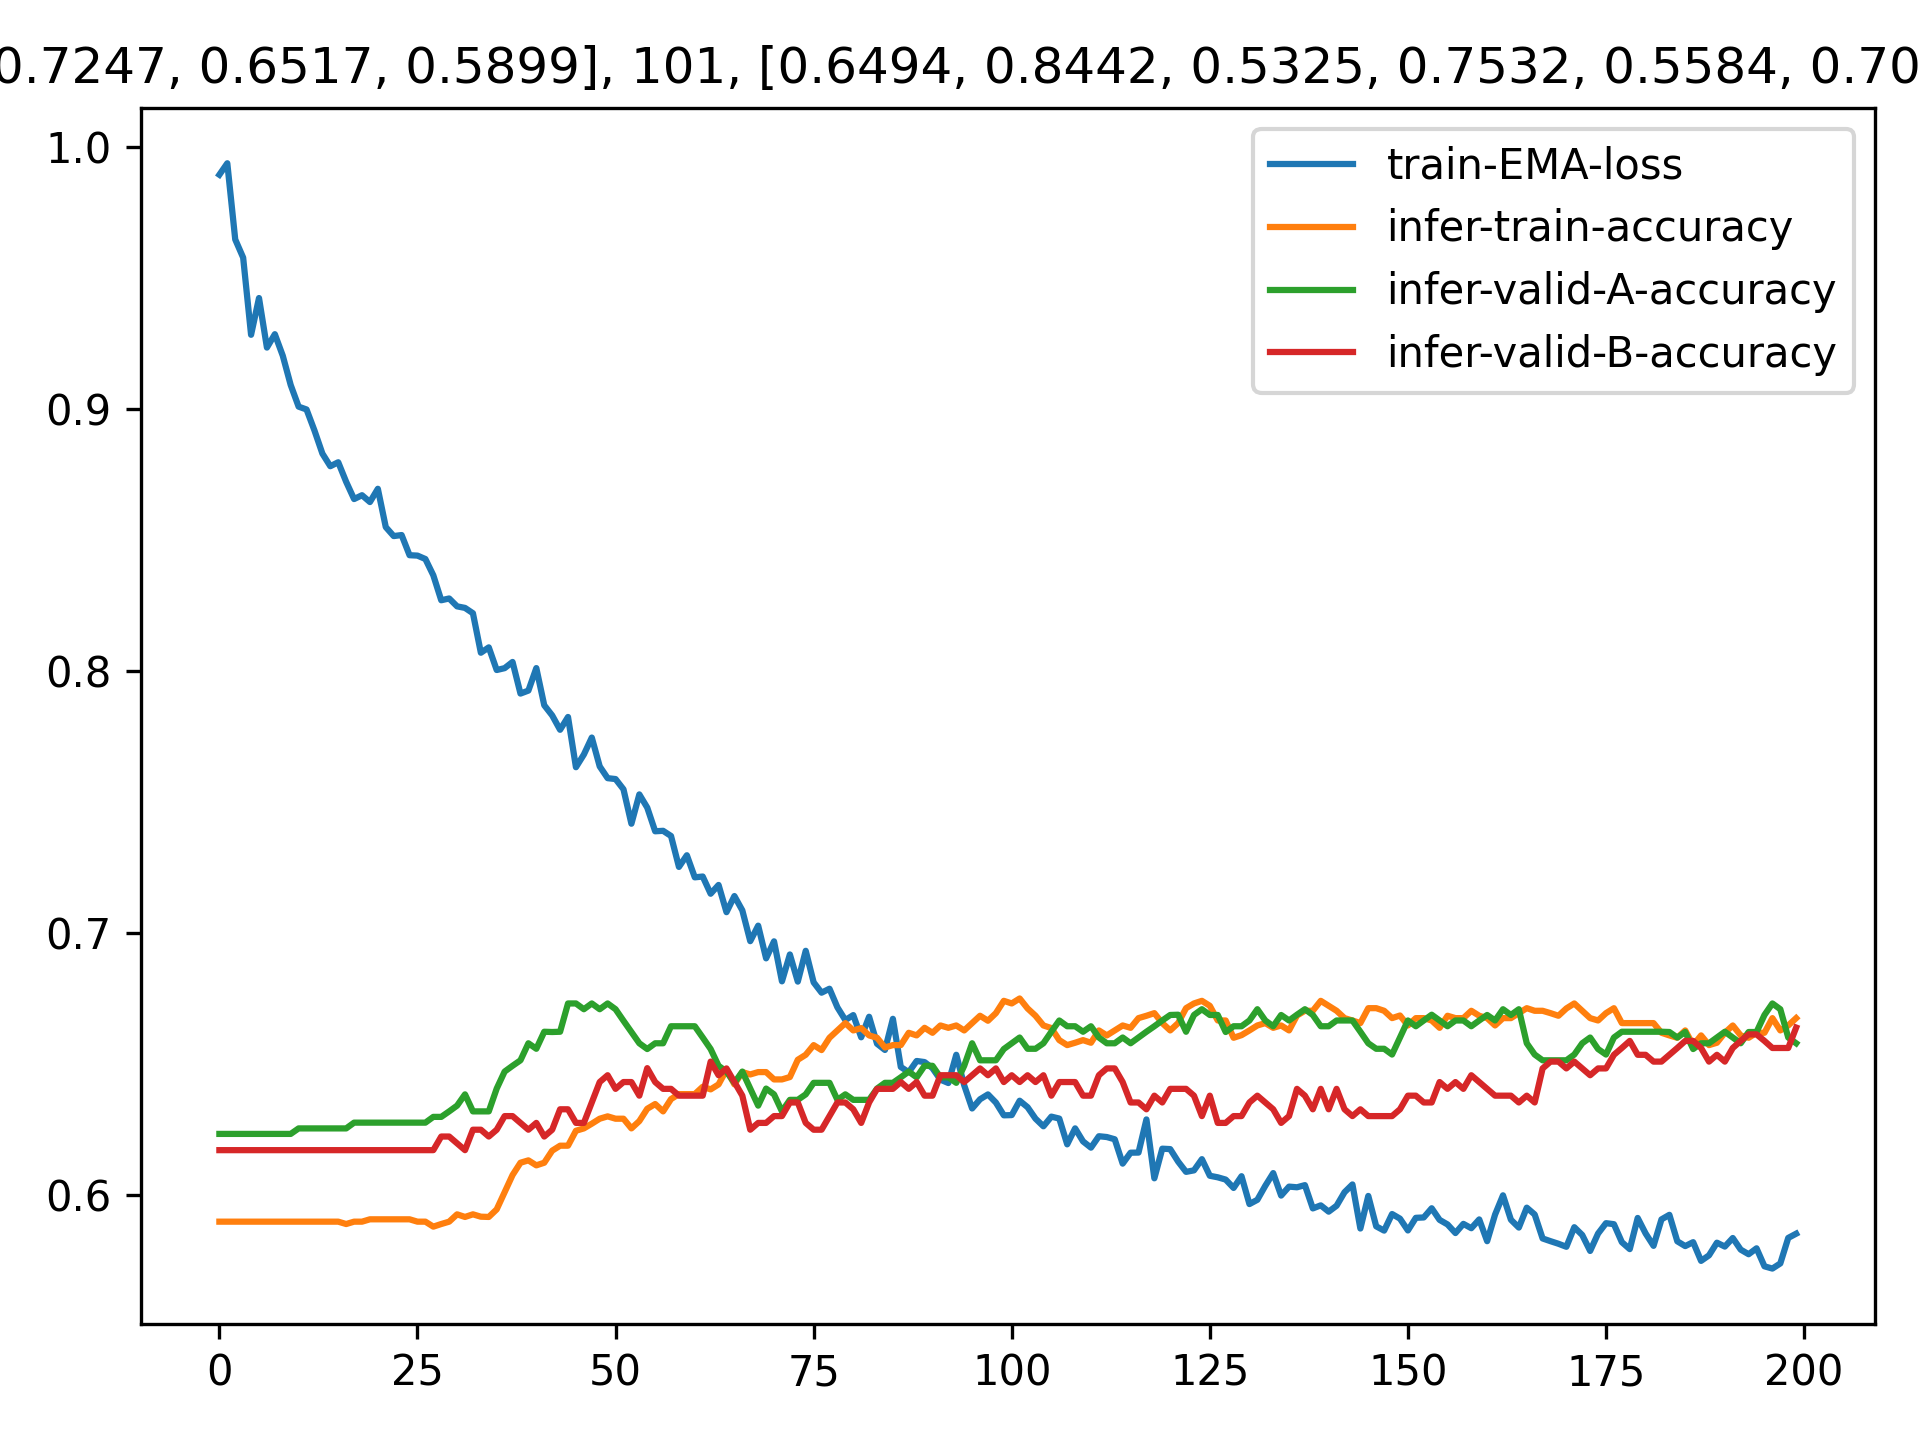 0.7247, 0.6517, 0.5899], 101, [0.6494, 0.8442, 0.5325, 0.7532, 0.5584, 0.70
1.0
0.9
0.8
0.7
0.6
train-EMA-loss
infer-train-accuracy
infer-valid-A-accuracy
infer-valid-B-accuracy
0 25 50 75 100 125 150 175 200